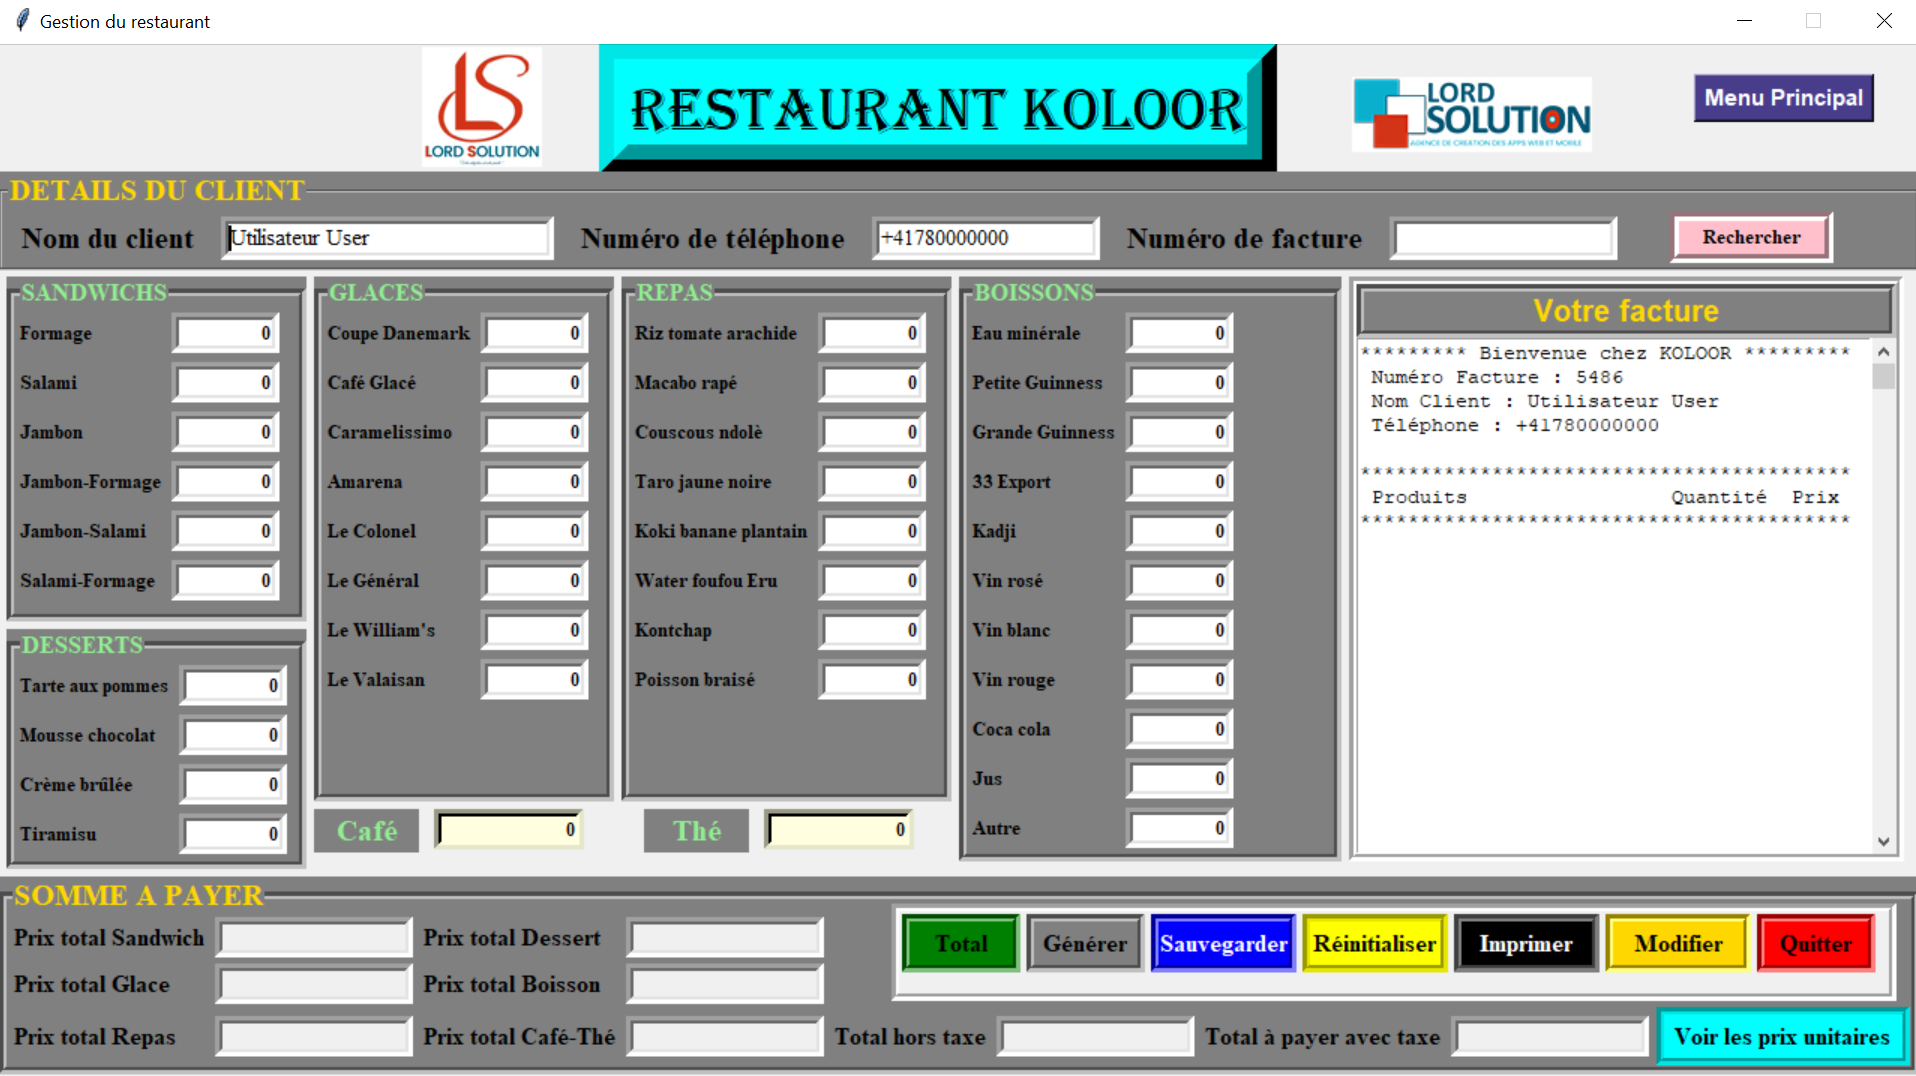 Gestion du restaurant
LS
LORD SOLUTION
RESTAURANT KOLOOR
LORD
SOLUTION
AGENCE DE CREATION DES APPS WEB ET MOBILE
Menu Principal
DETAILS DU CLIENT
Nom du client Utilisateur User Numéro de téléphone +41780000000 Numéro de facture Rechercher
SANDWICHS
Formage 0
Salami 0
Jambon 0
Jambon-Formage 0
Jambon-Salami 0
Salami-Formage 0
DESSERTS
Tarte aux pommes 0
Mousse chocolat 0
Crème brûlée 0
Tiramisu 0
GLACES
Coupe Danemark 0
Café Glacé 0
Caramelissimo 0
Amarena 0
Le Colonel 0
Le Général 0
Le William's 0
Le Valaisan 0
Café 0
REPAS
Riz tomate arachide 0
Macabo rapé 0
Couscous ndolè 0
Taro jaune noire 0
Koki banane plantain 0
Water foufou Eru 0
Kontchap 0
Poisson braisé 0
Thé 0
BOISSONS
Eau minérale 0
Petite Guinness 0
Grande Guinness 0
33 Export 0
Kadji 0
Vin rosé 0
Vin blanc 0
Vin rouge 0
Coca cola 0
Jus 0
Autre 0
Votre facture
********* Bienvenue chez KOLOOR *********
Numéro Facture : 5486
Nom Client : Utilisateur User
Téléphone : +41780000000
*****************************************
Produits Quantité Prix
*****************************************
SOMME A PAYER
Prix total Sandwich Prix total Dessert
Prix total Glace Prix total Boisson
Prix total Repas Prix total Café-Thé Total hors taxe Total à payer avec taxe
Total Générer Sauvegarder Réinitialiser Imprimer Modifier Quitter
Voir les prix unitaires